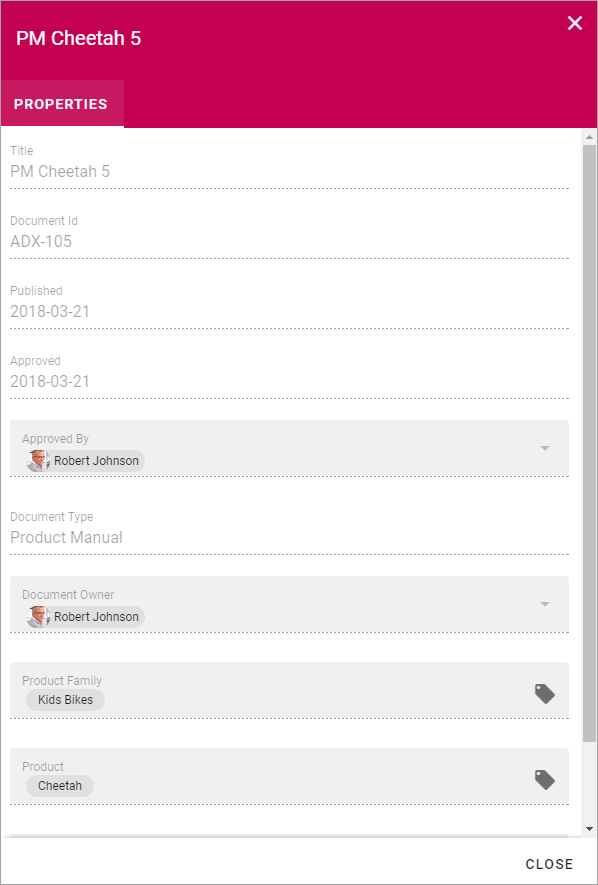 PM Cheetah 5
PROPERTIES
Title
PM Cheetah 5
Document Id
ADX-105
Published
2018-03-21
Approved
2018-03-21
Approved By
Robert Johnson
Document Type
Product Manual
Document Owner
Robert Johnson
Product Family
Kids Bikes
Product
Cheetah
CLOSE